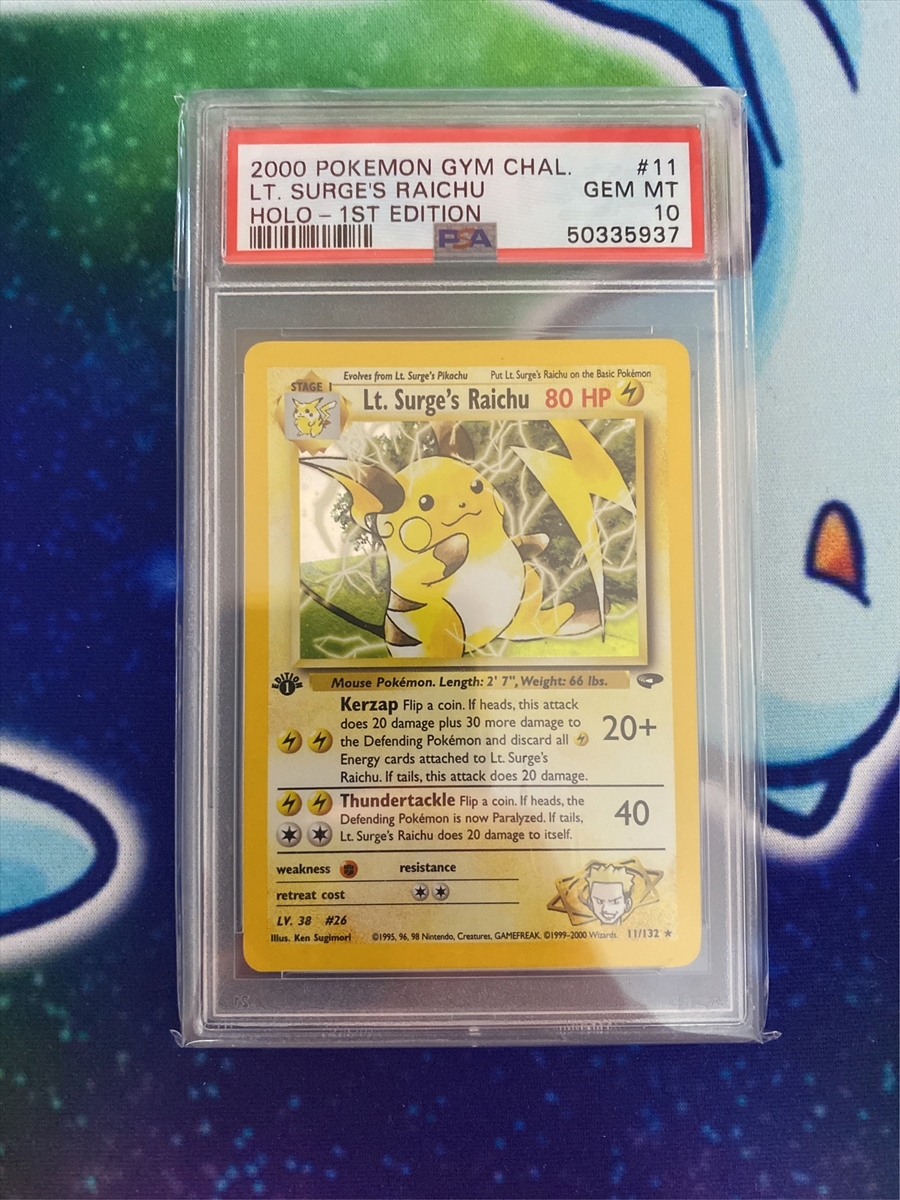 2000 POKEMON GYM CHAL. #11
LT. SURGE'S RAICHU GEM MT
HOLO – 1ST EDITION 10
PSA 50335937
Evolves from Lt. Surge's Pikachu Put Lt. Surge's Raichu on the Basic Pokémon
STAGE 1
Lt. Surge's Raichu 80 HP
EDITION
1
Mouse Pokémon. Length: 2' 7", Weight: 66 lbs.
Kerzap Flip a coin. If heads, this attack
does 20 damage plus 30 more damage to
the Defending Pokémon and discard all
Energy cards attached to Lt. Surge's
Raichu. If tails, this attack does 20 damage.
20+
Thundertackle Flip a coin. If heads, the
Defending Pokémon is now Paralyzed. If tails,
Lt. Surge's Raichu does 20 damage to itself.
40
weakness resistance
retreat cost
LV. 38 #26
Illus. Ken Sugimori ©1995, 96, 98 Nintendo, Creatures, GAMEFREAK. ©1999-2000 Wizards. 11/132 ★